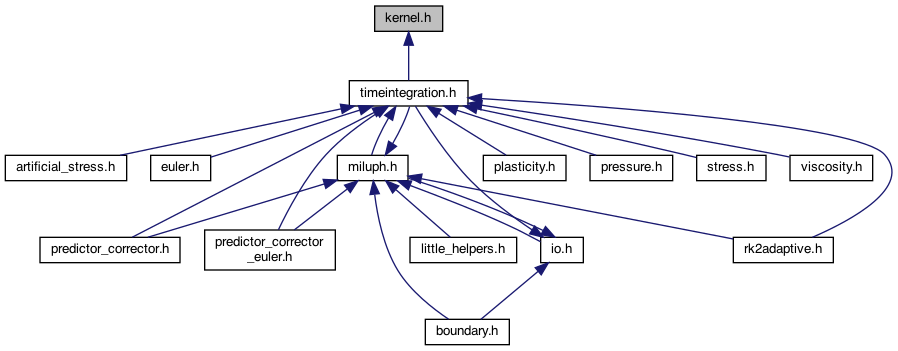 kernel.h
timeintegration.h
artificial_stress.h
euler.h
miluph.h
plasticity.h
pressure.h
stress.h
viscosity.h
predictor_corrector.h
predictor_corrector
_euler.h
little_helpers.h
io.h
rk2adaptive.h
boundary.h